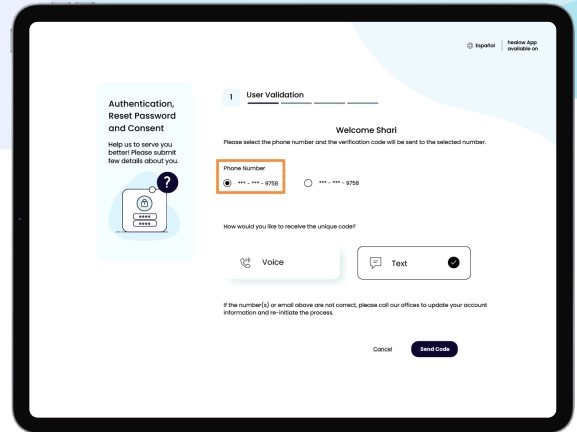 Español
healow App
available on
Authentication,
Reset Password
and Consent
Help us to serve you
better! Please submit
few details about you.
?
****
****
1 User Validation
Welcome Shari
Please select the phone number and the verification code will be sent to the selected number.
Phone Number
*** - *** - 9758
*** - *** - 9758
How would you like to receive the unique code?
Voice
Text
If the number(s) or email above are not correct, please call our offices to update your account
information and re-initiate the process.
Cancel
Send Code